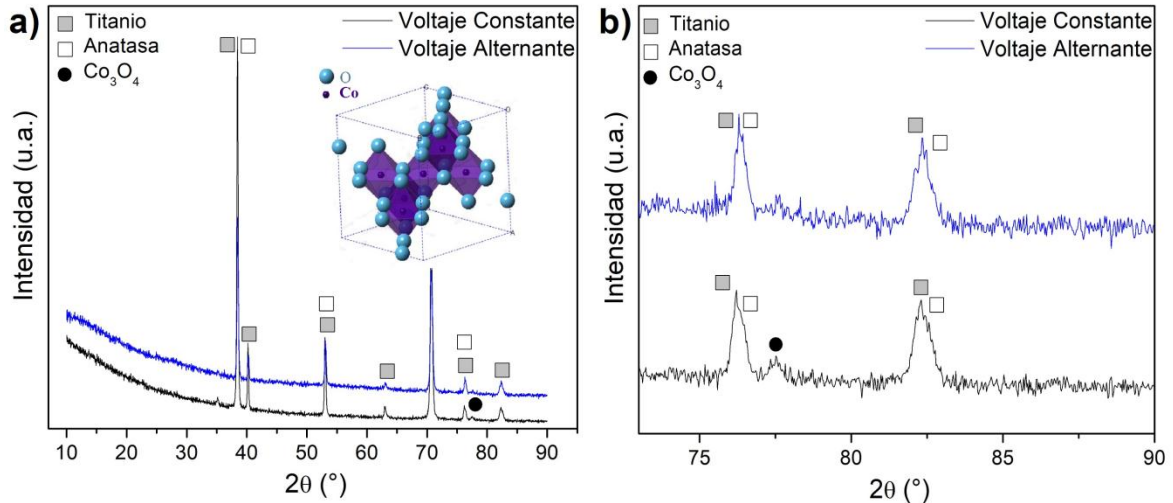 a)
Titanio
Anatasa
Co₃O₄
Voltaje Constante
Voltaje Alternante
O
Co
Intensidad (u.a.)
10 20 30 40 50 60 70 80 90
2θ (°)
b)
Titanio
Anatasa
Co₃O₄
Voltaje Constante
Voltaje Alternante
Intensidad (u.a.)
75 82 85 90
2θ (°)